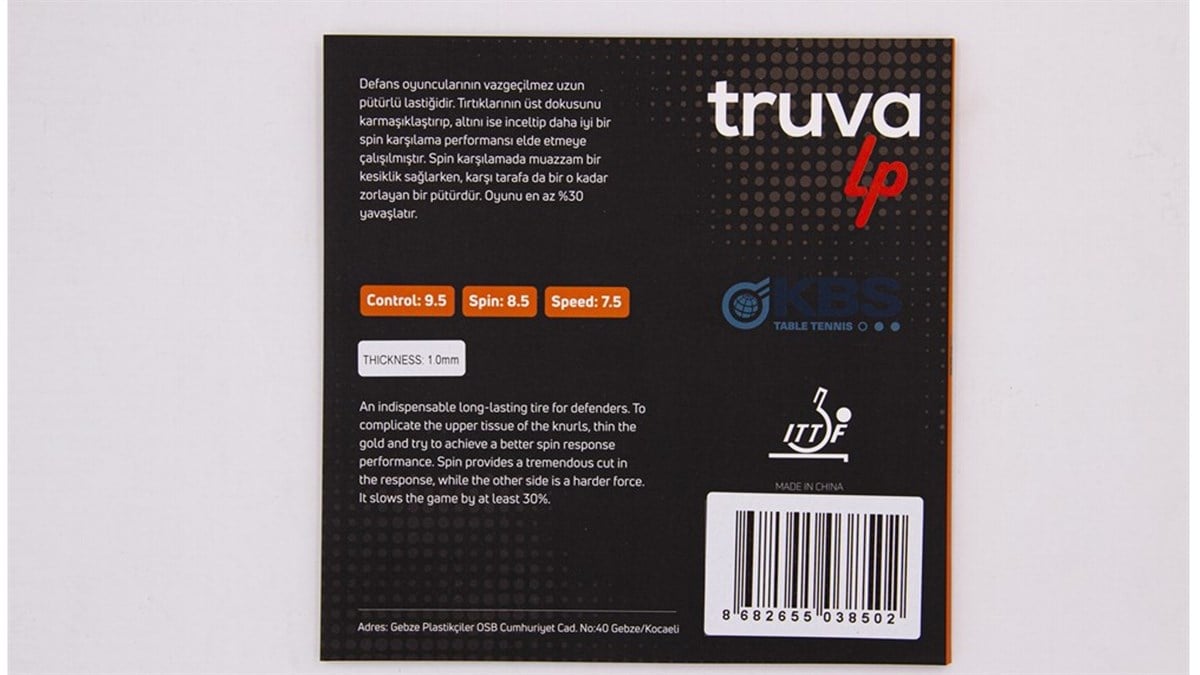 Defans oyuncularının vazgeçilmez uzun
pütürlü lastiğidir. Tırtıklarının üst dokusunu
karmaşıklaştırıp, altını ise inceltip daha iyi bir
spin karşılama performansı elde etmeye
çalışılmıştır. Spin karşılamada muazzam bir
kesiklik sağlarken, karşı tarafa da bir o kadar
zorlayan bir pütürdür. Oyunu en az %30
yavaşlatır.
truva
lp
Control: 9.5 Spin: 8.5 Speed: 7.5
KBS
TABLE TENNIS
THICKNESS: 1.0mm
An indispensable long-lasting tire for defenders. To
complicate the upper tissue of the knurls, thin the
gold and try to achieve a better spin response
performance. Spin provides a tremendous cut in
the response, while the other side is a harder force.
It slows the game by at least 30%.
ITTF
MADE IN CHINA
8 682655 038502
Adres: Gebze Plastikçiler OSB Cumhuriyet Cad. No:40 Gebze/Kocaeli